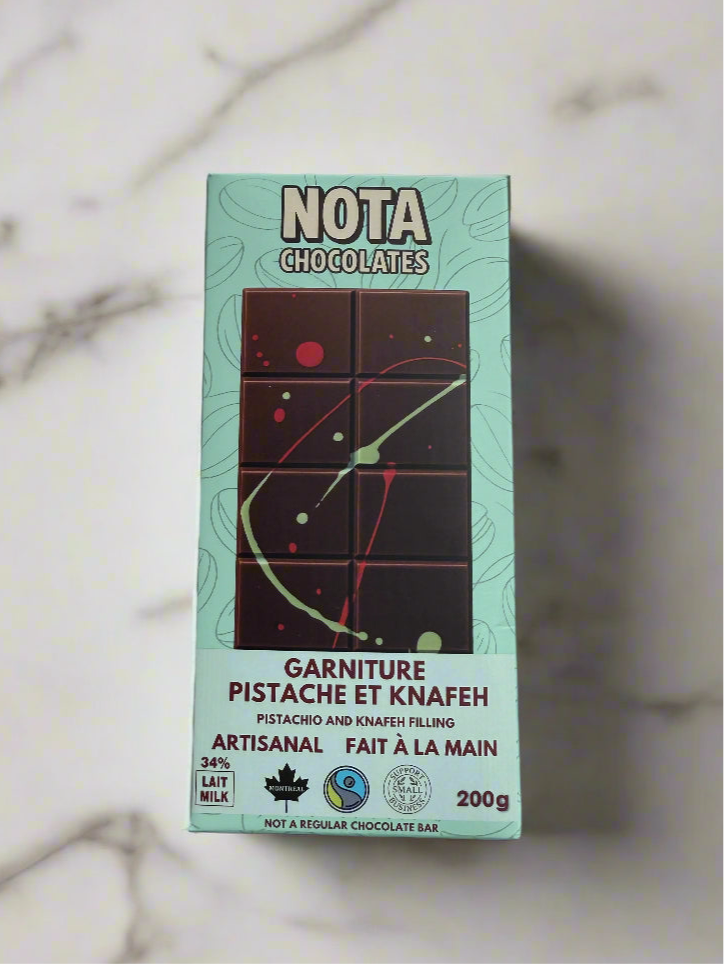 NOTA
CHOCOLATES
GARNITURE
PISTACHE ET KNAFEH
PISTACHIO AND KNAFEH FILLING
ARTISANAL FAIT À LA MAIN
34%
LAIT
MILK
MONTREAL
SUPPORT
SMALL
BUSINESS
200g
NOT A REGULAR CHOCOLATE BAR